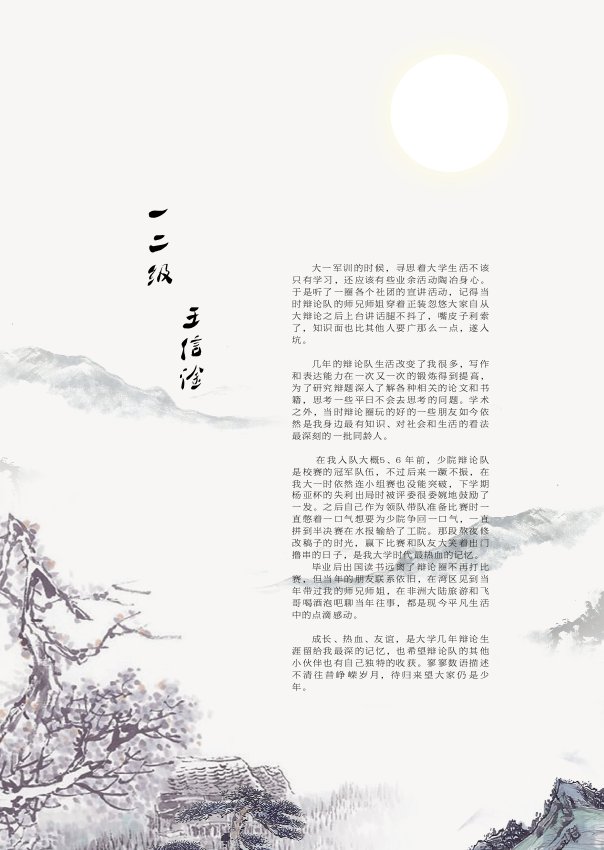 一二级
王信淦
大一军训的时候，寻思着大学生活不该
只有学习，还应该有些业余活动陶冶身心。
于是听了一圈各个社团的宣讲活动，记得当
时辩论队的师兄师姐穿着正装忽悠大家自从
大辩论之后上台讲话腿不抖了，嘴皮子利索
了，知识面也比其他人要广那么一点，遂入
坑。
几年的辩论队生活改变了我很多，写作
和表达能力在一次又一次的锻炼得到提高，
为了研究辩题深入了解各种相关的论文和书
籍，思考一些平日不会去思考的问题。学术
之外，当时辩论圈玩的好的一些朋友如今依
然是我身边最有知识、对社会和生活的看法
最深刻的一批同龄人。
在我入队大概5、6 年前，少院辩论队
是校赛的冠军队伍，不过后来一蹶不振，在
我大一时依然连小组赛也没能突破，下学期
杨亚杯的失利出局时被评委很委婉地鼓励了
一发。之后自己作为领队带队准备比赛时一
直憋着一口气想要为少院争回一口气，一直
拼到半决赛在水报输给了工院。那段熬夜修
改稿子的时光，赢下比赛和队友大笑着出门
撸串的日子，是我大学时代最热血的记忆。
毕业后出国读书远离了辩论圈不再打比
赛，但当年的朋友联系依旧，在湾区见到当
年带过我的师兄师姐，在非洲大陆旅游和飞
哥喝酒泡吧聊当年往事，都是现今平凡生活
中的点滴感动。
成长、热血、友谊，是大学几年辩论生
涯留给我最深的记忆，也希望辩论队的其他
小伙伴也有自己独特的收获。寥寥数语描述
不清往昔峥嵘岁月，待归来望大家仍是少
年。